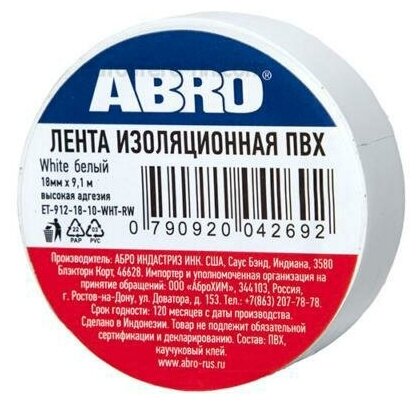 ABRO®
ЛЕНТА ИЗОЛЯЦИОННАЯ ПВХ
White белый
18мм х 9,1 м
высокая адгезия
ET-912-18-10-WHT-RW
22
PAP
03
PVC
0 790920 042692
Производитель: АБРО ИНДАСТРИЗ ИНК. США, Саус Бэнд, Индиана, 3580
Блэкторн Корт, 46628. Импортер и уполномоченная организация на
принятие обращений: ООО «АброХИМ», 344103, Россия,
г. Ростов-на-Дону, ул. Доватора, д. 153. Тел.:+7(863) 207-78-78.
Срок годности: 120 месяцев с даты производства.
Сделано в Индонезии. Товар не подлежит обязательной
сертификации и декларированию. Состав: ПВХ,
каучуковый клей.
www.abro-rus.ru